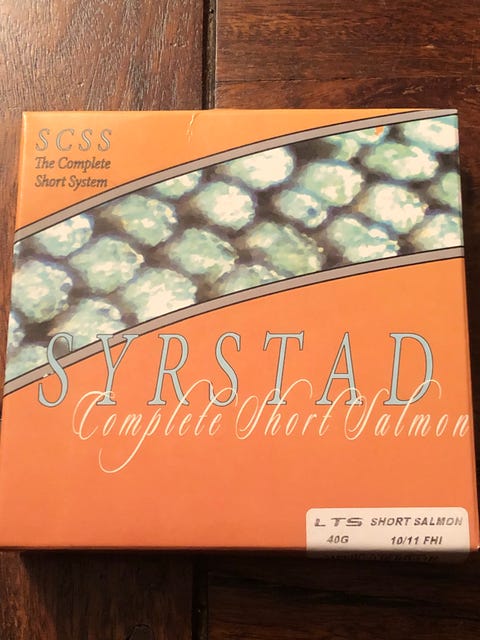 SCSS
The Complete
Short System
SYRSTAD
Complete Short Salmon
LTS SHORT SALMON
40G 10/11 FHI